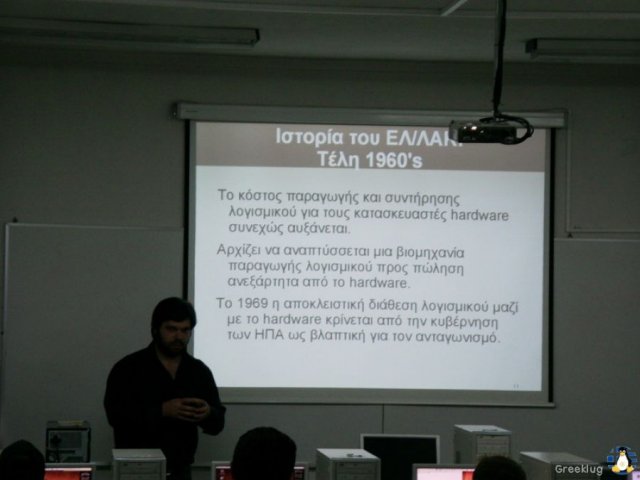 Ιστορία του ΕΛ/ΛΑΚ
Τέλη 1960's
Το κόστος παραγωγής και συντήρησης
λογισμικού για τους κατασκευαστές hardware
συνεχώς αυξάνεται.
Αρχίζει να αναπτύσσεται μια βιομηχανία
παραγωγής λογισμικού προς πώληση
ανεξάρτητα από το hardware.
Το 1969 η αποκλειστική διάθεση λογισμικού μαζί
με το hardware κρίνεται από την κυβέρνηση
των ΗΠΑ ως βλαπτική για τον ανταγωνισμό.
Greeklug